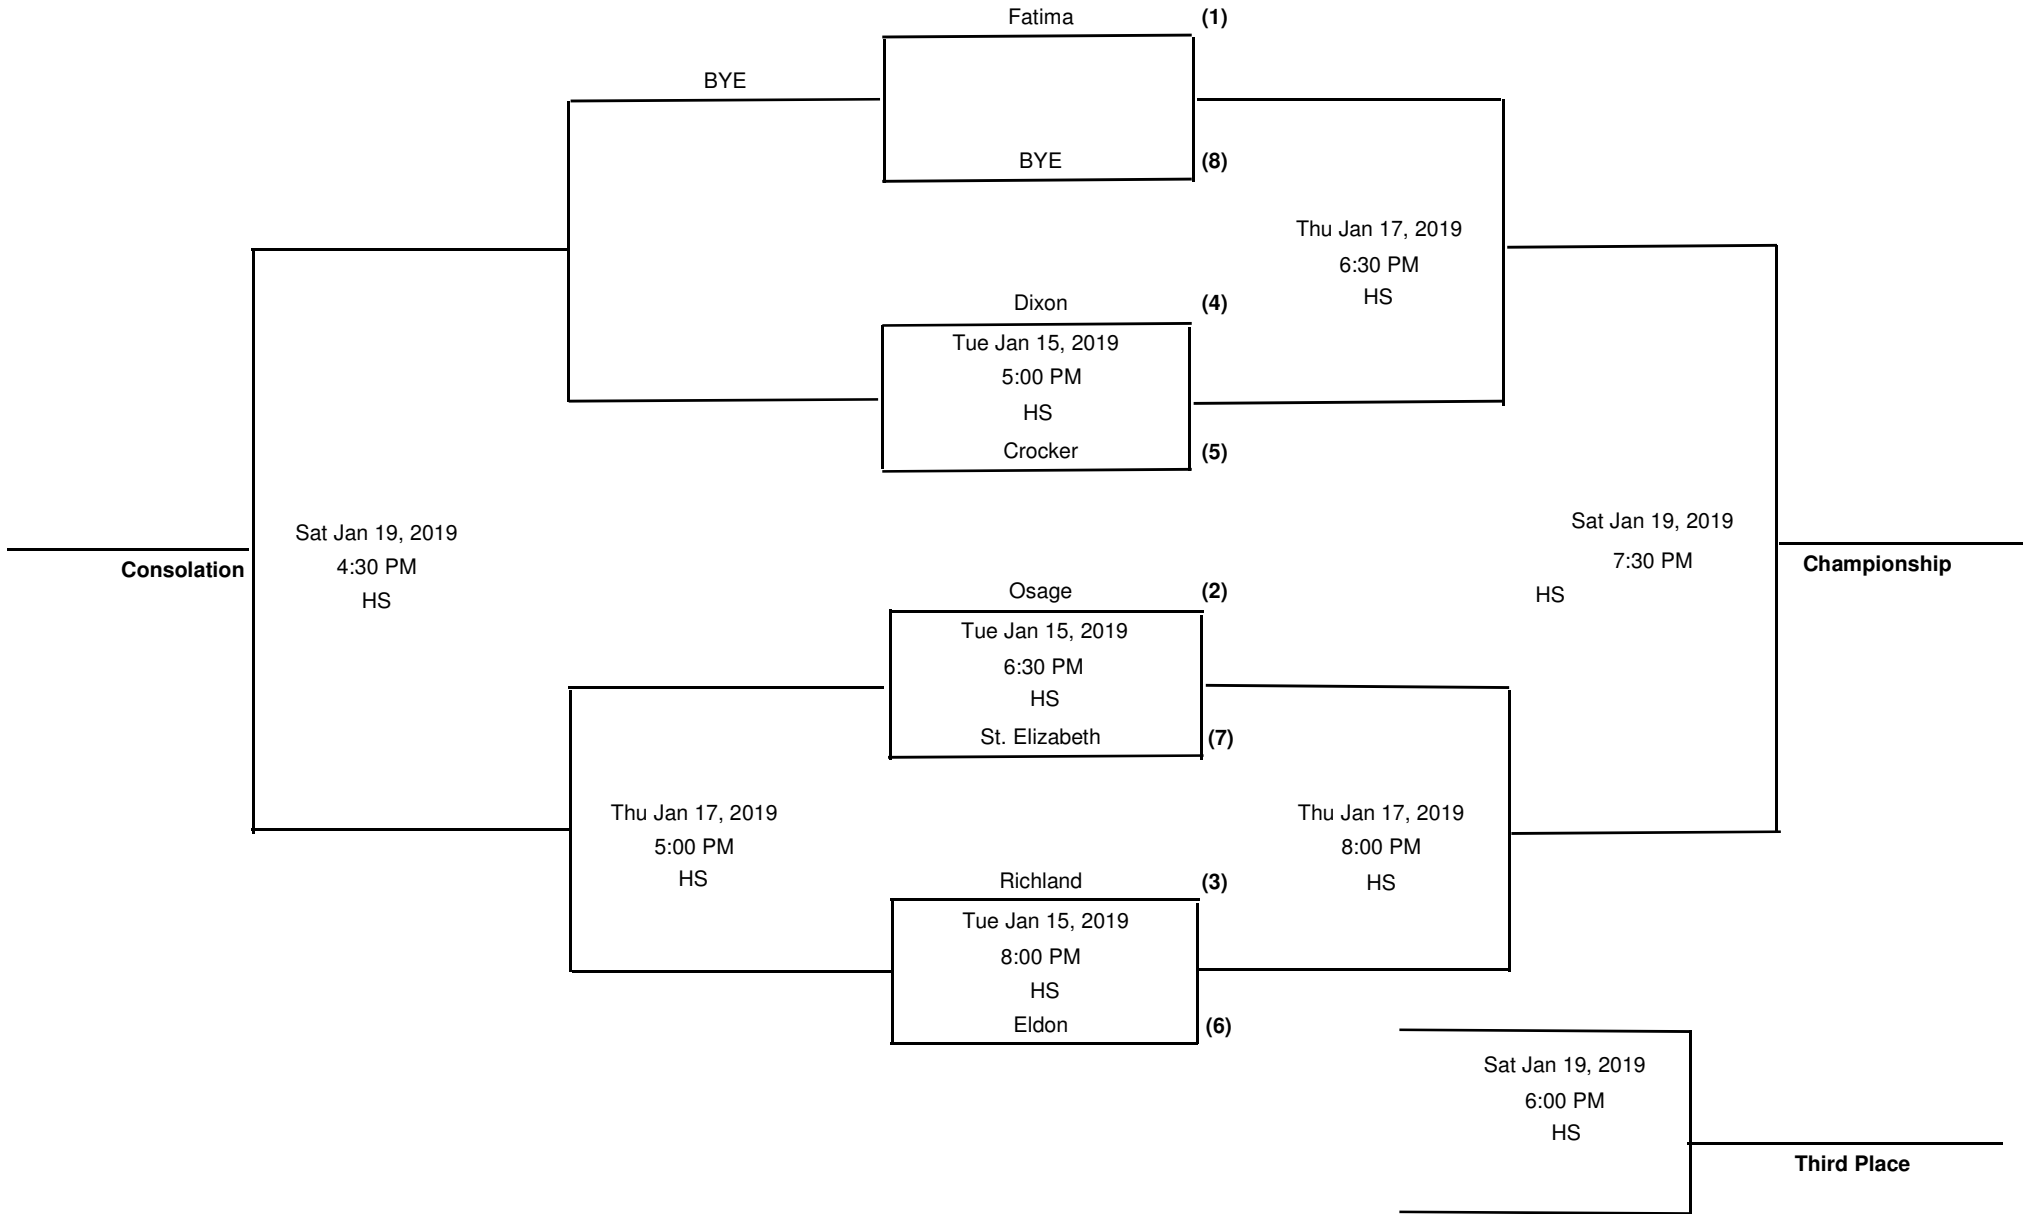 Fatima (1)
BYE
BYE (8)
Thu Jan 17, 2019
6:30 PM
HS
Dixon (4)
Tue Jan 15, 2019
5:00 PM
HS
Crocker (5)
Sat Jan 19, 2019
4:30 PM
HS
Consolation
Sat Jan 19, 2019
7:30 PM
HS
Championship
Osage (2)
Tue Jan 15, 2019
6:30 PM
HS
St. Elizabeth (7)
Thu Jan 17, 2019
5:00 PM
HS
Thu Jan 17, 2019
8:00 PM
HS
Richland (3)
Tue Jan 15, 2019
8:00 PM
HS
Eldon (6)
Sat Jan 19, 2019
6:00 PM
HS
Third Place